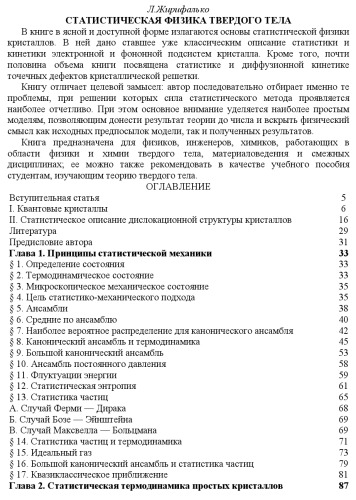 Л.Жирифалько
СТАТИСТИЧЕСКАЯ ФИЗИКА ТВЕРДОГО ТЕЛА
В книге в ясной и доступной форме излагаются основы статистической физики
кристаллов. В ней дано ставшее уже классическим описание статистики и
кинетики электронной и фононной подсистем кристалла. Кроме того, почти
половина объема книги посвящена статистике и диффузионной кинетике
точечных дефектов кристаллической решетки.
Книгу отличает целевой замысел: автор последовательно отбирает именно те
проблемы, при решении которых сила статистического метода проявляется
наиболее отчетливо. При этом основное внимание уделяется наиболее простым
моделям, позволяющим донести результат теории до числа и вскрыть физический
смысл как исходных предпосылок модели, так и полученных результатов.
Книга предназначена для физиков, инженеров, химиков, работающих в
области физики и химии твердого тела, материаловедения и смежных
дисциплинах; ее можно также рекомендовать в качестве учебного пособия
студентам, изучающим теорию твердого тела.
ОГЛАВЛЕНИЕ
Вступительная статья 5
I. Квантовые кристаллы 6
II. Статистическое описание дислокационной структуры кристаллов 16
Литература 29
Предисловие автора 31
Глава 1. Принципы статистической механики 33
§ 1. Определение состояния 33
§ 2. Термодинамическое состояние 33
§ 3. Микроскопическое механическое состояние 35
§ 4. Цель статистико-механического подхода 35
§ 5. Ансамбли 38
§ 6. Средние по ансамблю 40
§ 7. Наиболее вероятное распределение для канонического ансамбля 42
§ 8. Канонический ансамбль и термодинамика 45
§ 9. Большой канонический ансамбль 53
§ 10. Ансамбль постоянного давления 58
§ 11. Флуктуации энергии 59
§ 12. Статистическая энтропия 61
§ 13. Статистика частиц 65
А. Случай Ферми — Дирака 68
Б. Случай Бозе — Эйнштейна 69
В. Случай Максвелла — Больцмана 69
§ 14. Статистика частиц и термодинамика 71
§ 15. Идеальный газ 73
§ 16. Большой канонический ансамбль и статистика частиц 79
§ 17. Квазиклассическое приближение 81
Глава 2. Статистическая термодинамика простых кристаллов 87